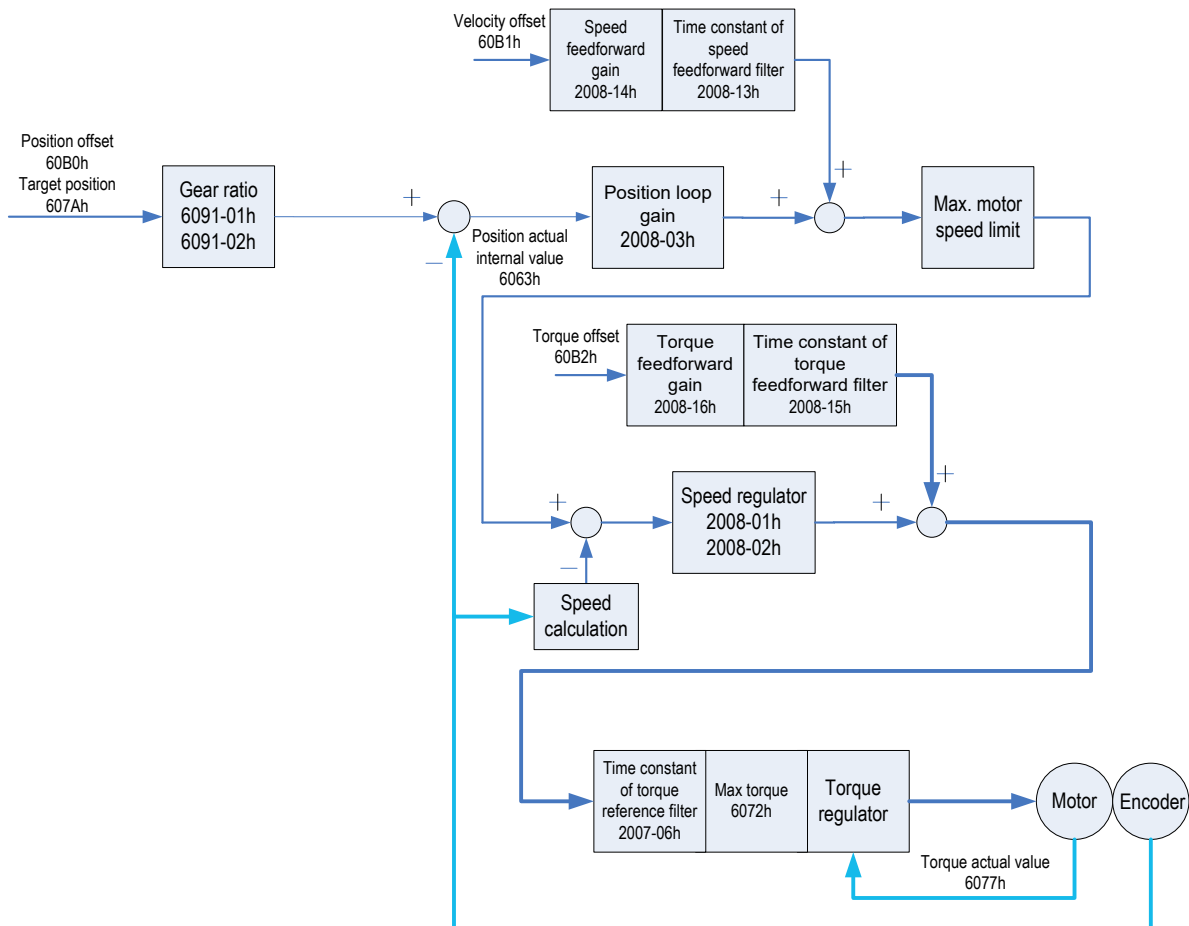 Velocity offset
60B1h
Speed
feedforward
gain
2008-14h
Time constant of
speed
feedforward filter
2008-13h
Position offset
60B0h
Target position
607Ah
Gear ratio
6091-01h
6091-02h
+
−
Position actual
internal value
6063h
Position loop
gain
2008-03h
+
+
Max. motor
speed limit
Torque offset
60B2h
Torque
feedforward
gain
2008-16h
Time constant of
torque
feedforward filter
2008-15h
+
−
Speed regulator
2008-01h
2008-02h
+
+
Speed
calculation
Time constant
of torque
reference filter
2007-06h
Max torque
6072h
Torque
regulator
Motor
Encoder
Torque actual value
6077h